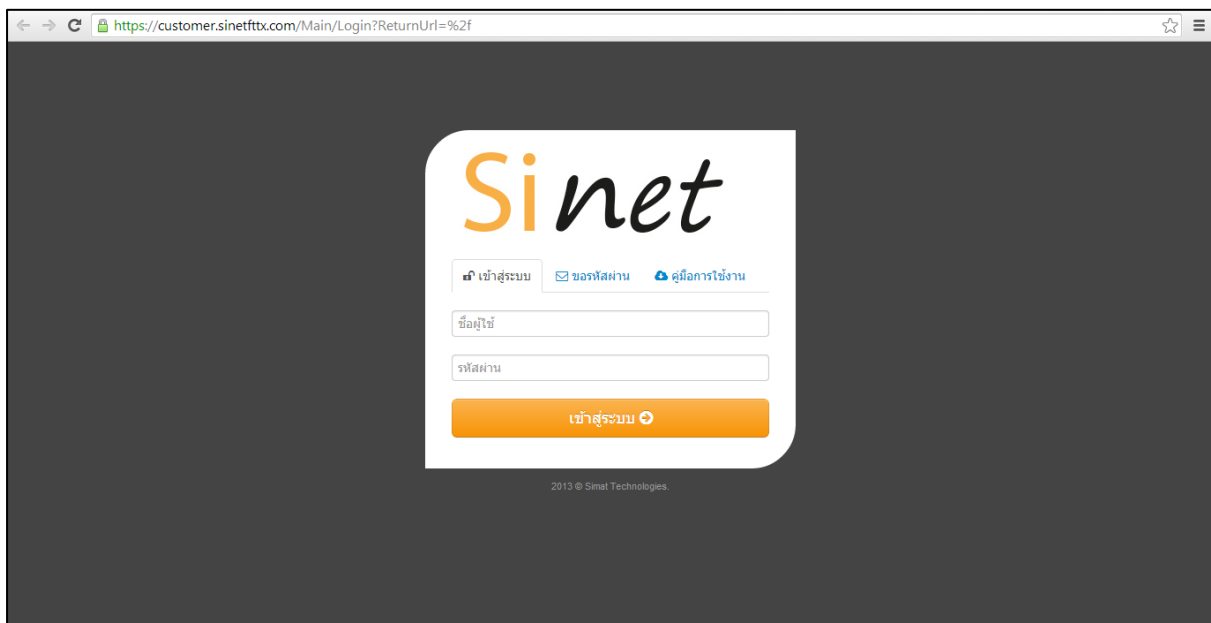 https://customer.sinetfttx.com/Main/Login?ReturnUrl=%2f
Sinet
เข้าสู่ระบบ ขอรหัสผ่าน คู่มือการใช้งาน
ชื่อผู้ใช้
รหัสผ่าน
เข้าสู่ระบบ
2013 © Simat Technologies.